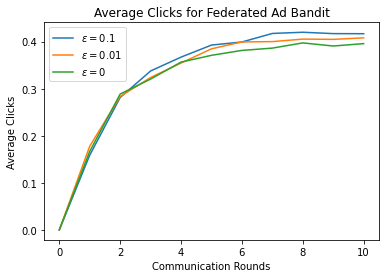 Average Clicks for Federated Ad Bandit
ε = 0.1
ε = 0.01
ε = 0
Average Clicks
0.4
0.3
0.2
0.1
0.0
0 2 4 6 8 10
Communication Rounds